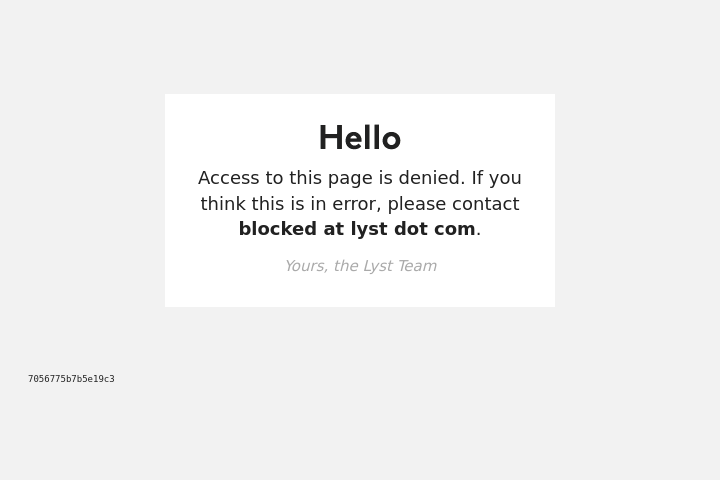 Hello
Access to this page is denied. If you
think this is in error, please contact
blocked at lyst dot com.
Yours, the Lyst Team
7056775b7b5e19c3